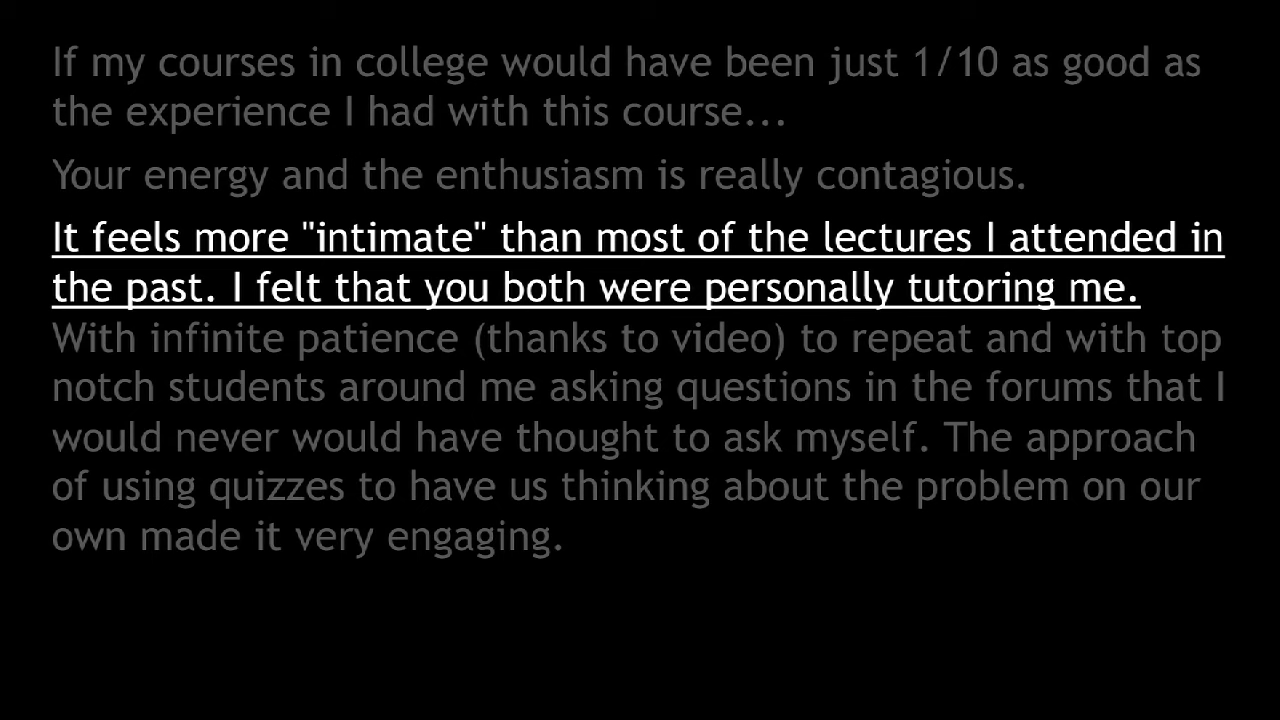 If my courses in college would have been just 1/10 as good as
the experience I had with this course...
Your energy and the enthusiasm is really contagious.
It feels more "intimate" than most of the lectures I attended in
the past. I felt that you both were personally tutoring me.
With infinite patience (thanks to video) to repeat and with top
notch students around me asking questions in the forums that I
would never would have thought to ask myself. The approach
of using quizzes to have us thinking about the problem on our
own made it very engaging.